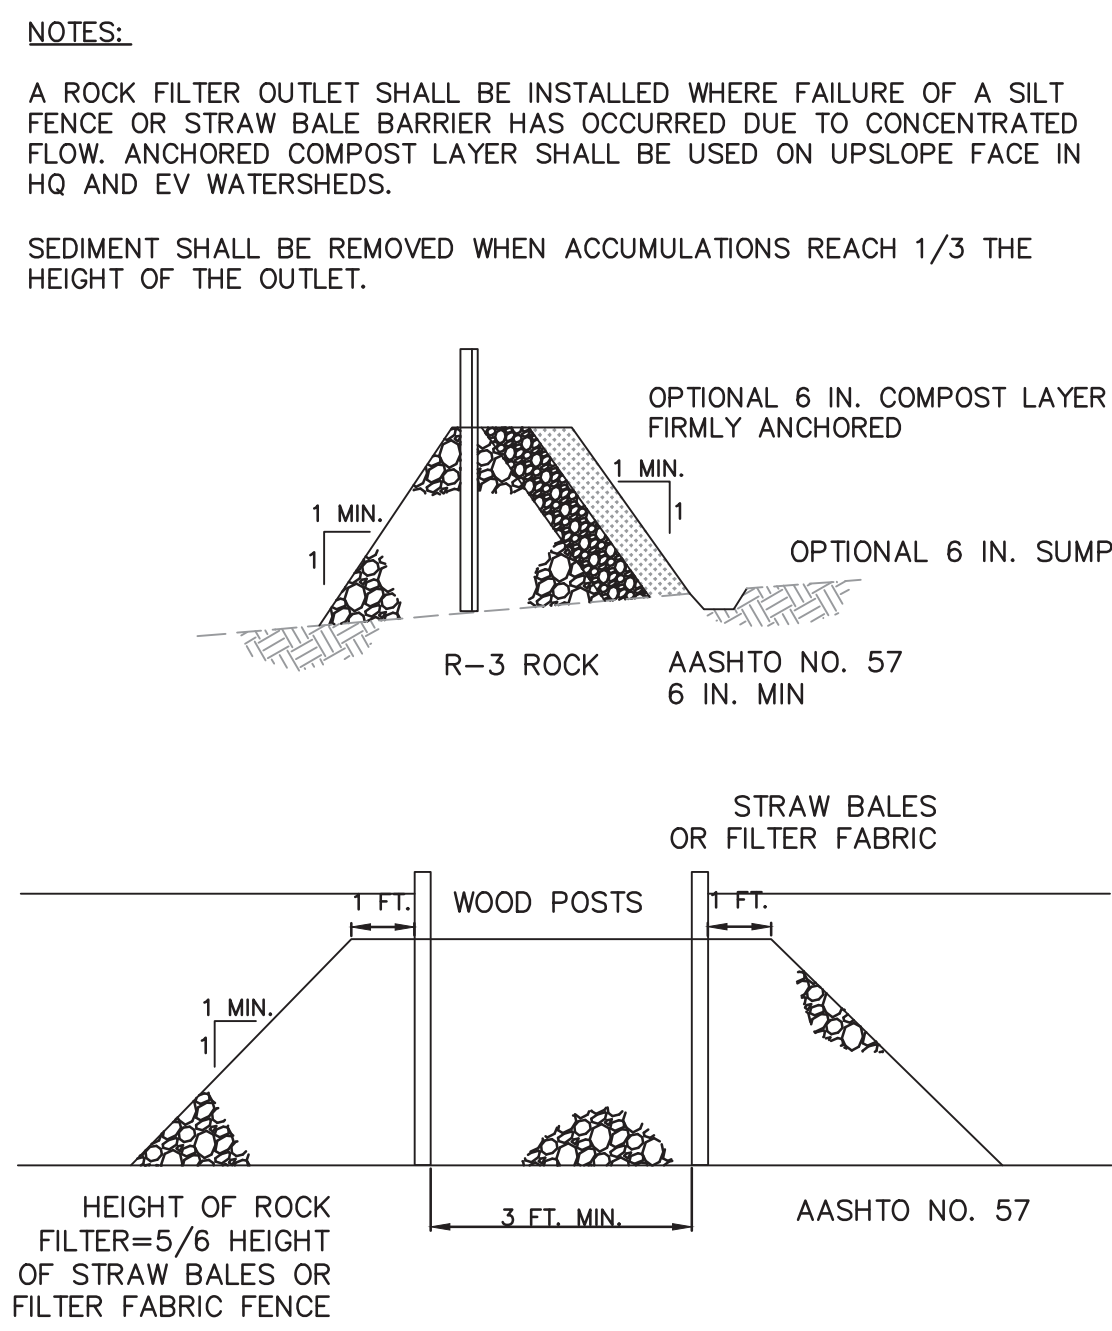 NOTES:
A ROCK FILTER OUTLET SHALL BE INSTALLED WHERE FAILURE OF A SILT
FENCE OR STRAW BALE BARRIER HAS OCCURRED DUE TO CONCENTRATED
FLOW. ANCHORED COMPOST LAYER SHALL BE USED ON UPSLOPE FACE IN
HQ AND EV WATERSHEDS.
SEDIMENT SHALL BE REMOVED WHEN ACCUMULATIONS REACH 1/3 THE
HEIGHT OF THE OUTLET.
OPTIONAL 6 IN. COMPOST LAYER
FIRMLY ANCHORED
1 MIN.
1
1 MIN.
1
OPTIONAL 6 IN. SUMP
R-3 ROCK
AASHTO NO. 57
6 IN. MIN
STRAW BALES
OR FILTER FABRIC
1 FT.
WOOD POSTS
1 FT.
1 MIN.
1
3 FT. MIN.
HEIGHT OF ROCK
FILTER=5/6 HEIGHT
OF STRAW BALES OR
FILTER FABRIC FENCE
AASHTO NO. 57